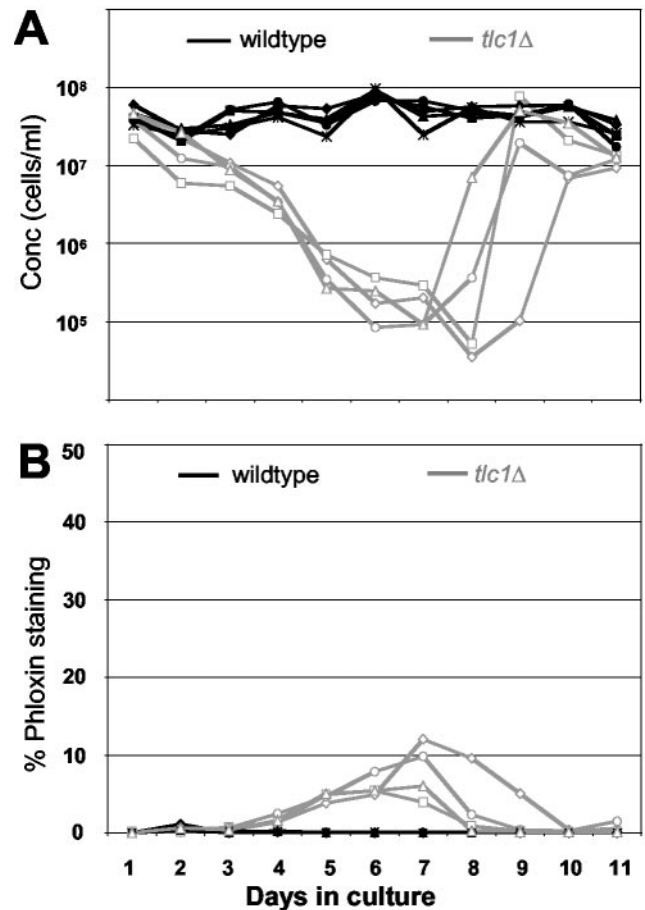 A
wildtype tlc1Δ
10⁸
10⁷
10⁶
10⁵
Conc (cells/ml)
B
wildtype tlc1Δ
50
40
30
20
10
0
% Phloxin staining
1 2 3 4 5 6 7 8 9 10 11
Days in culture